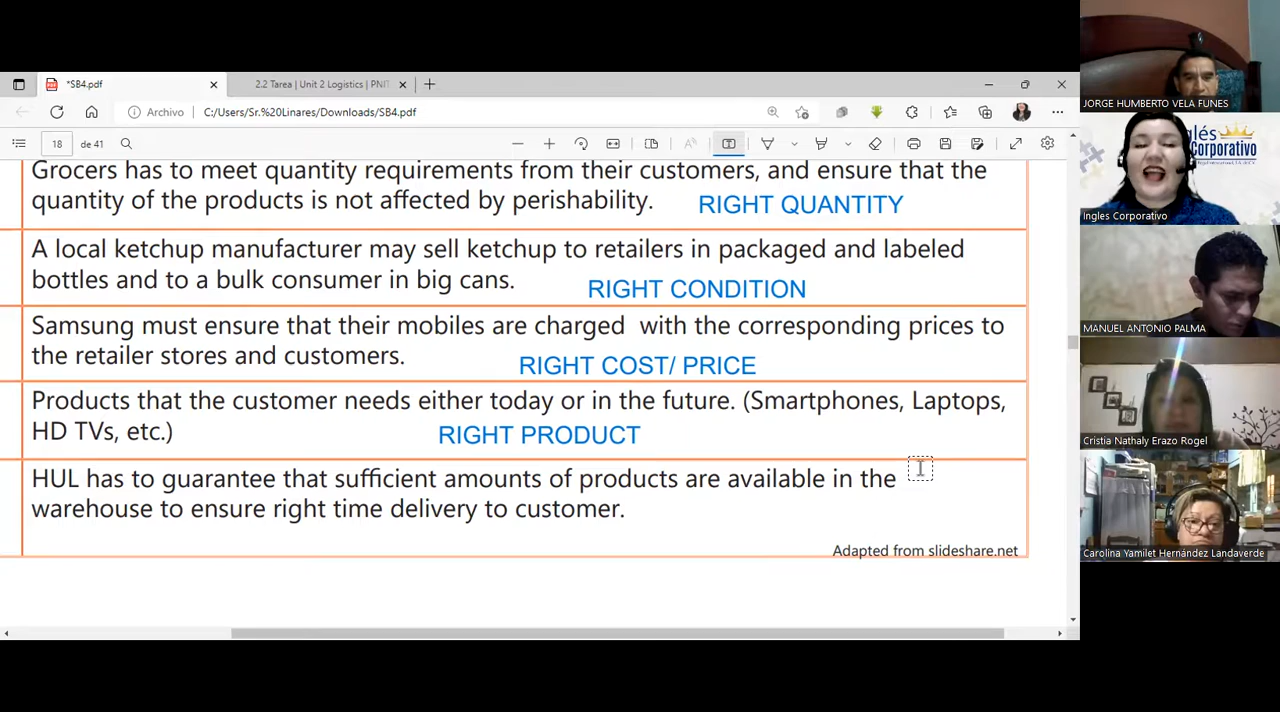 *SB4.pdf
2.2 Tarea | Unit 2 Logistics | PNIT
Archivo
C:/Users/Sr.%20Linares/Downloads/SB4.pdf
18
de 41
Grocers has to meet quantity requirements from their customers, and ensure that the
quantity of the products is not affected by perishability.
RIGHT QUANTITY
A local ketchup manufacturer may sell ketchup to retailers in packaged and labeled
bottles and to a bulk consumer in big cans.
RIGHT CONDITION
Samsung must ensure that their mobiles are charged with the corresponding prices to
the retailer stores and customers.
RIGHT COST/ PRICE
Products that the customer needs either today or in the future. (Smartphones, Laptops,
HD TVs, etc.)
RIGHT PRODUCT
HUL has to guarantee that sufficient amounts of products are available in the
warehouse to ensure right time delivery to customer.
Adapted from slideshare.net
JORGE HUMBERTO VELA FUNES
glés
Corporativo
Ingles Corporativo
MANUEL ANTONIO PALMA
Cristia Nathaly Erazo Rogel
Carolina Yamilet Hernández Landaverde